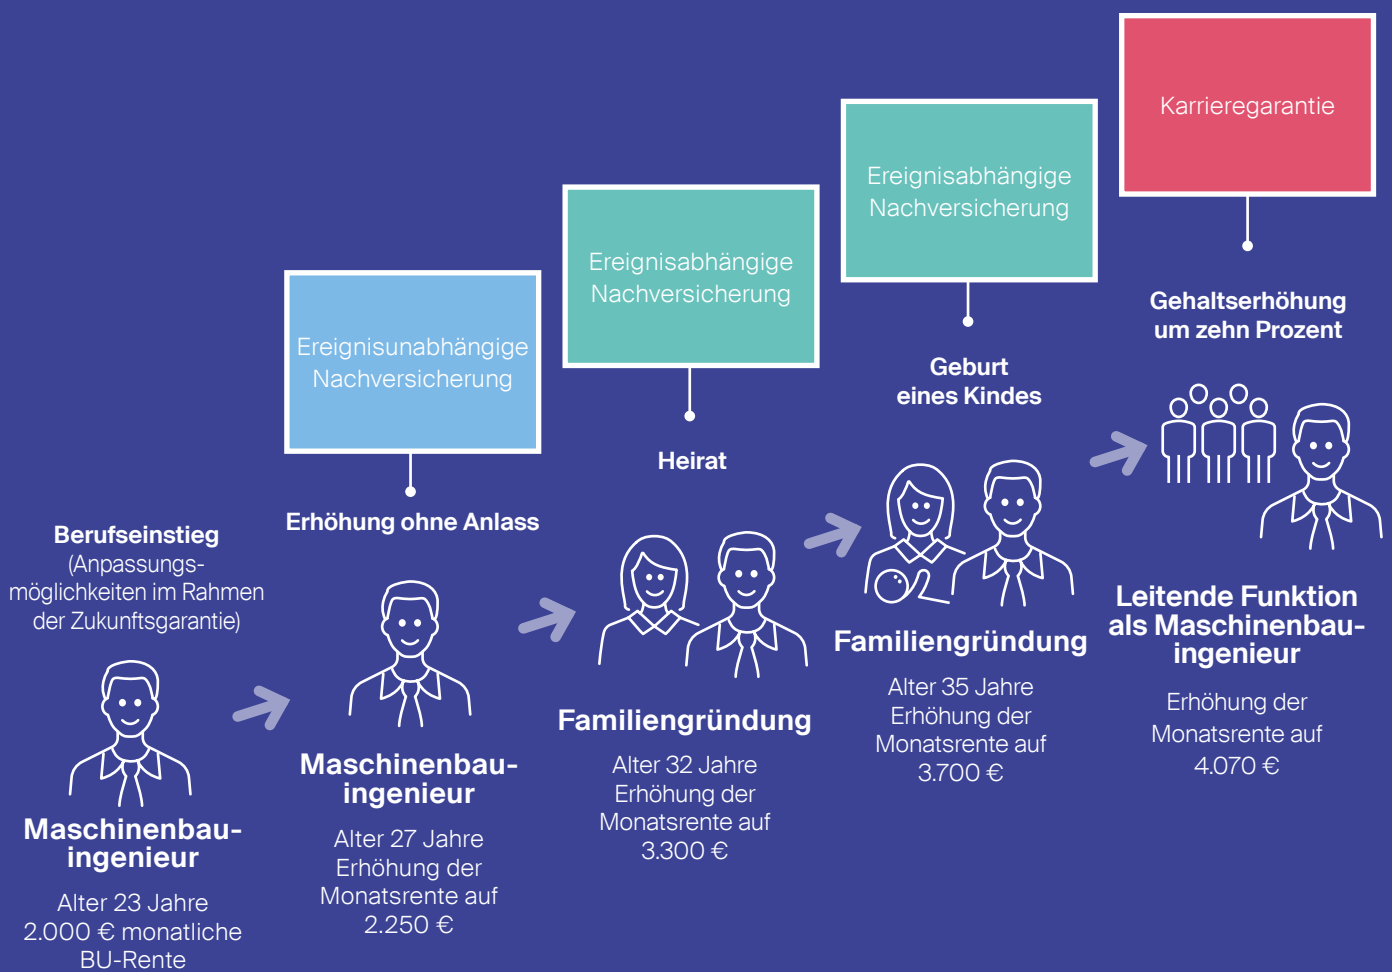 Berufseinstieg
(Anpassungs-
möglichkeiten im Rahmen
der Zukunftsgarantie)
Maschinenbau-
ingenieur
Alter 23 Jahre
2.000 € monatliche
BU-Rente
Ereignisunabhängige
Nachversicherung
Erhöhung ohne Anlass
Maschinenbau-
ingenieur
Alter 27 Jahre
Erhöhung der
Monatsrente auf
2.250 €
Ereignisabhängige
Nachversicherung
Heirat
Familiengründung
Alter 32 Jahre
Erhöhung der
Monatsrente auf
3.300 €
Ereignisabhängige
Nachversicherung
Geburt
eines Kindes
Familiengründung
Alter 35 Jahre
Erhöhung der
Monatsrente auf
3.700 €
Karrieregarantie
Gehaltserhöhung
um zehn Prozent
Leitende Funktion
als Maschinenbau-
ingenieur
Erhöhung der
Monatsrente auf
4.070 €